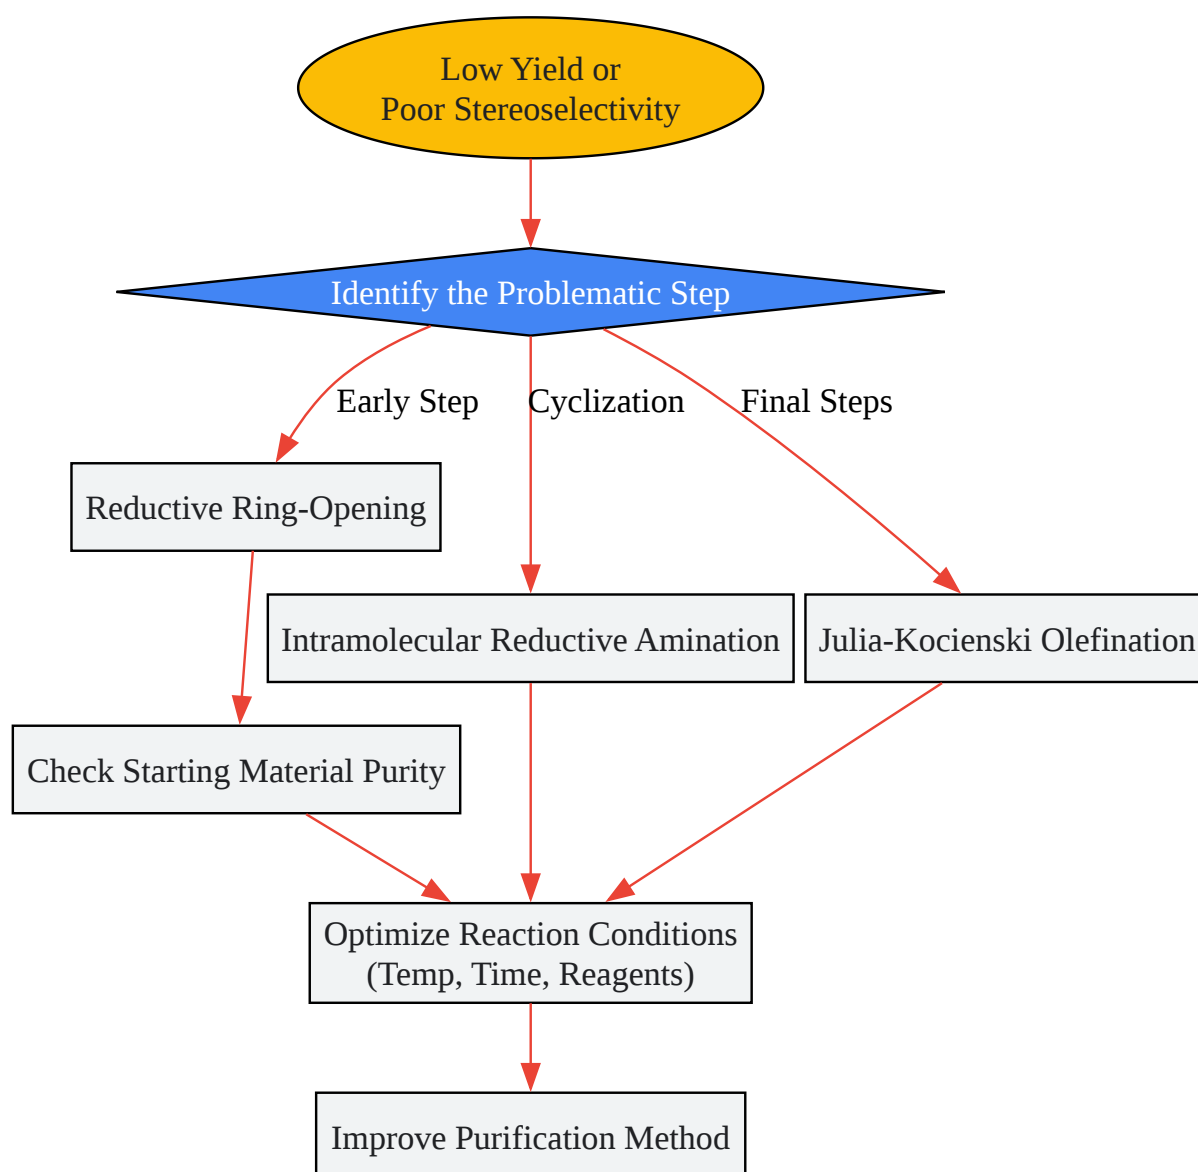 Low Yield or
Poor Stereoselectivity
Identify the Problematic Step
Early Step
Cyclization
Final Steps
Reductive Ring-Opening
Intramolecular Reductive Amination
Julia-Kocienski Olefination
Check Starting Material Purity
Optimize Reaction Conditions
(Temp, Time, Reagents)
Improve Purification Method